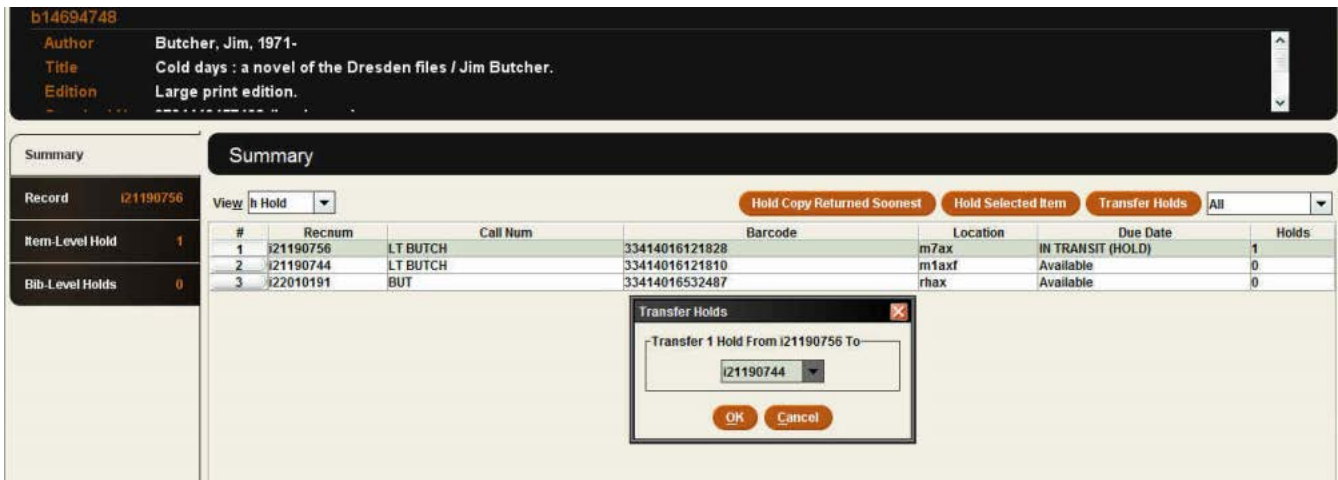 b14694748
Author Butcher, Jim, 1971-
Title Cold days : a novel of the Dresden files / Jim Butcher.
Edition Large print edition.
Summary
Summary
Record i21190756
View h Hold Hold Copy Returned Soonest Hold Selected Item Transfer Holds All
Item-Level Hold 1
Bib-Level Holds 0
# Recnum Call Num Barcode Location Due Date Holds
1 i21190756 LT BUTCH 33414016121828 m7ax IN TRANSIT (HOLD) 1
2 i21190744 LT BUTCH 33414016121810 m1axf Available 0
3 i22010191 BUT 33414016532487 rhax Available 0
Transfer Holds
Transfer 1 Hold From i21190756 To
i21190744
OK Cancel